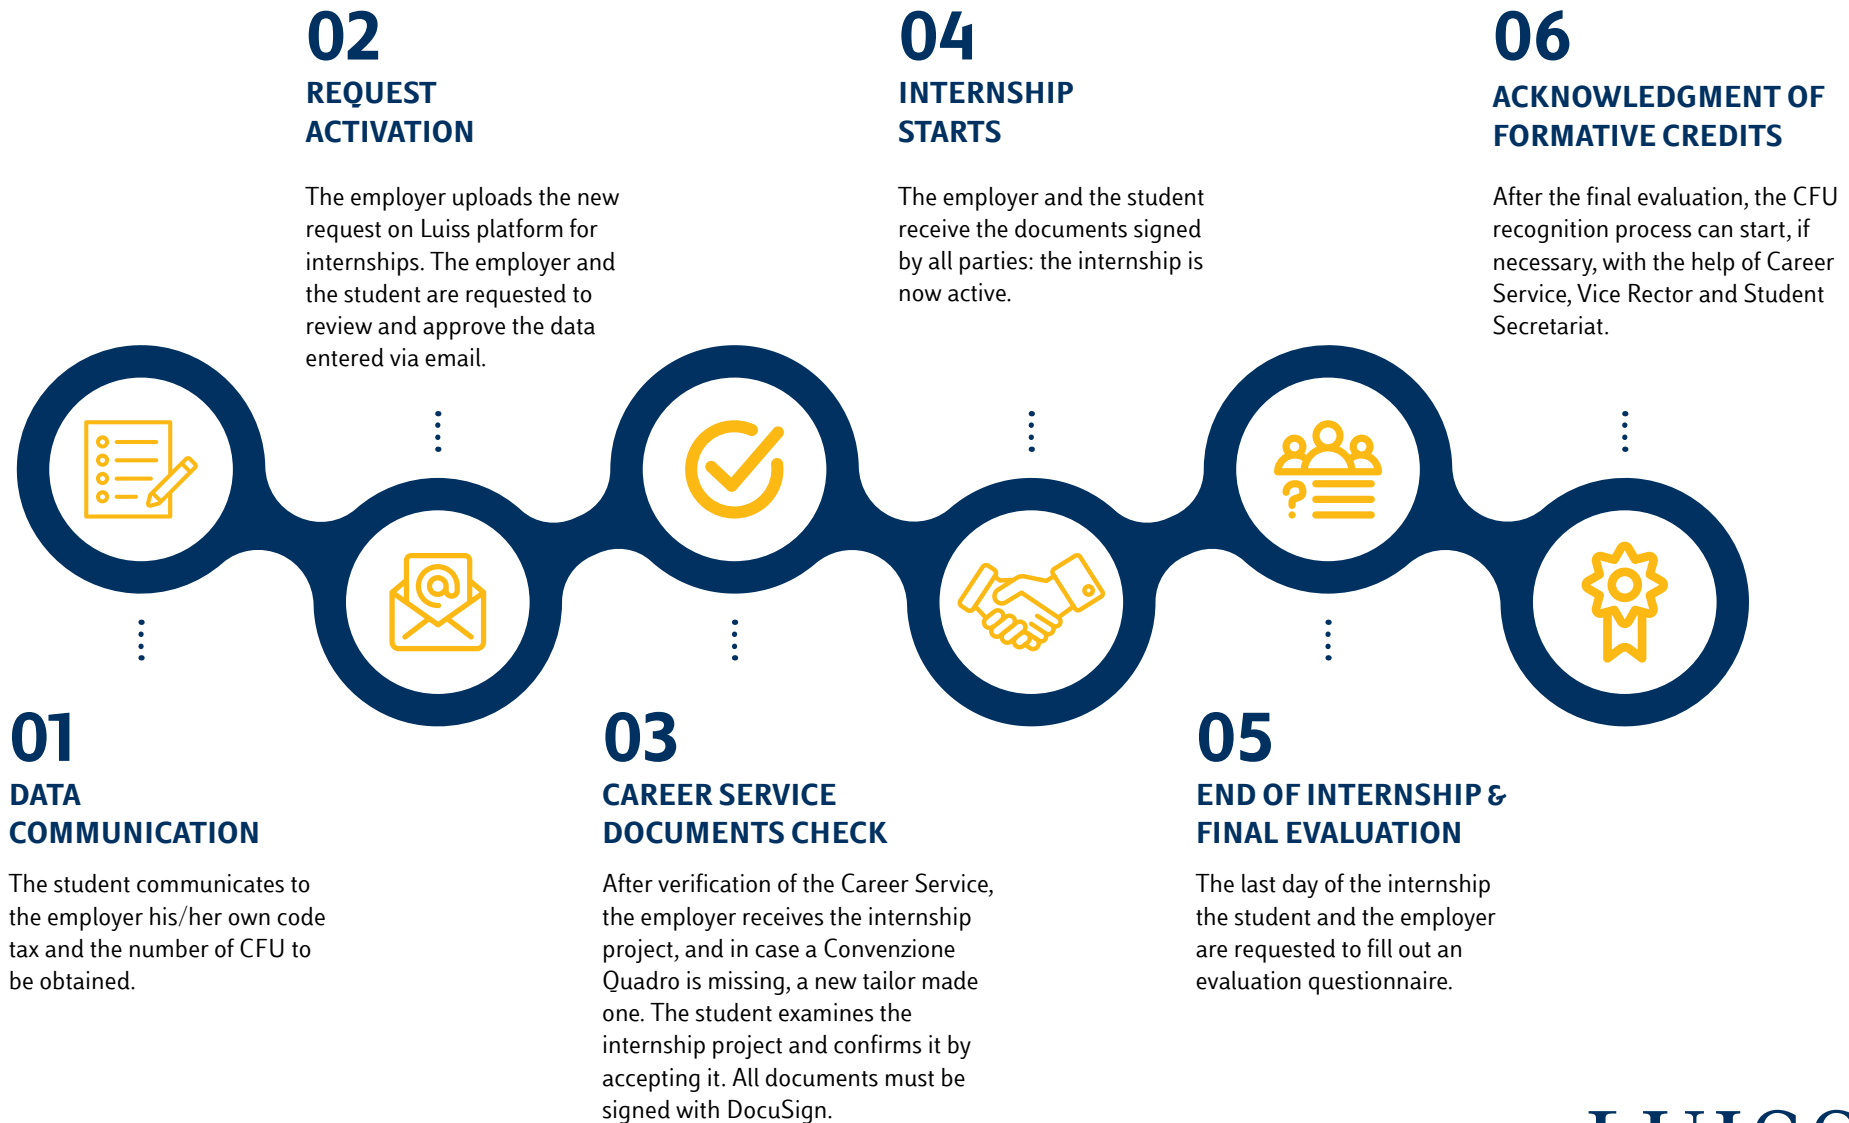 01
DATA
COMMUNICATION
The student communicates to
the employer his/her own code
tax and the number of CFU to
be obtained.
02
REQUEST
ACTIVATION
The employer uploads the new
request on Luiss platform for
internships. The employer and
the student are requested to
review and approve the data
entered via email.
03
CAREER SERVICE
DOCUMENTS CHECK
After verification of the Career Service,
the employer receives the internship
project, and in case a Convenzione
Quadro is missing, a new tailor made
one. The student examines the
internship project and confirms it by
accepting it. All documents must be
signed with DocuSign.
04
INTERNSHIP
STARTS
The employer and the student
receive the documents signed
by all parties: the internship is
now active.
05
END OF INTERNSHIP &
FINAL EVALUATION
The last day of the internship
the student and the employer
are requested to fill out an
evaluation questionnaire.
06
ACKNOWLEDGMENT OF
FORMATIVE CREDITS
After the final evaluation, the CFU
recognition process can start, if
necessary, with the help of Career
Service, Vice Rector and Student
Secretariat.